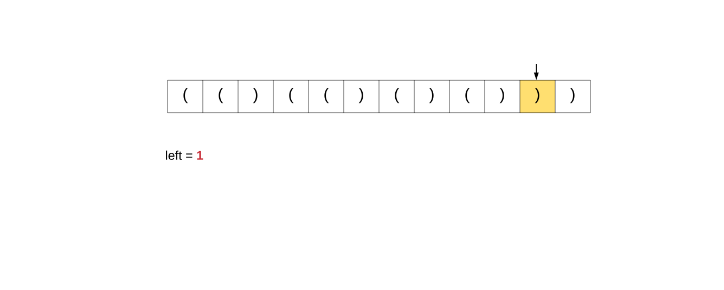 ( ( ) ( ( ) ( ) ( ) ) )
left = 1